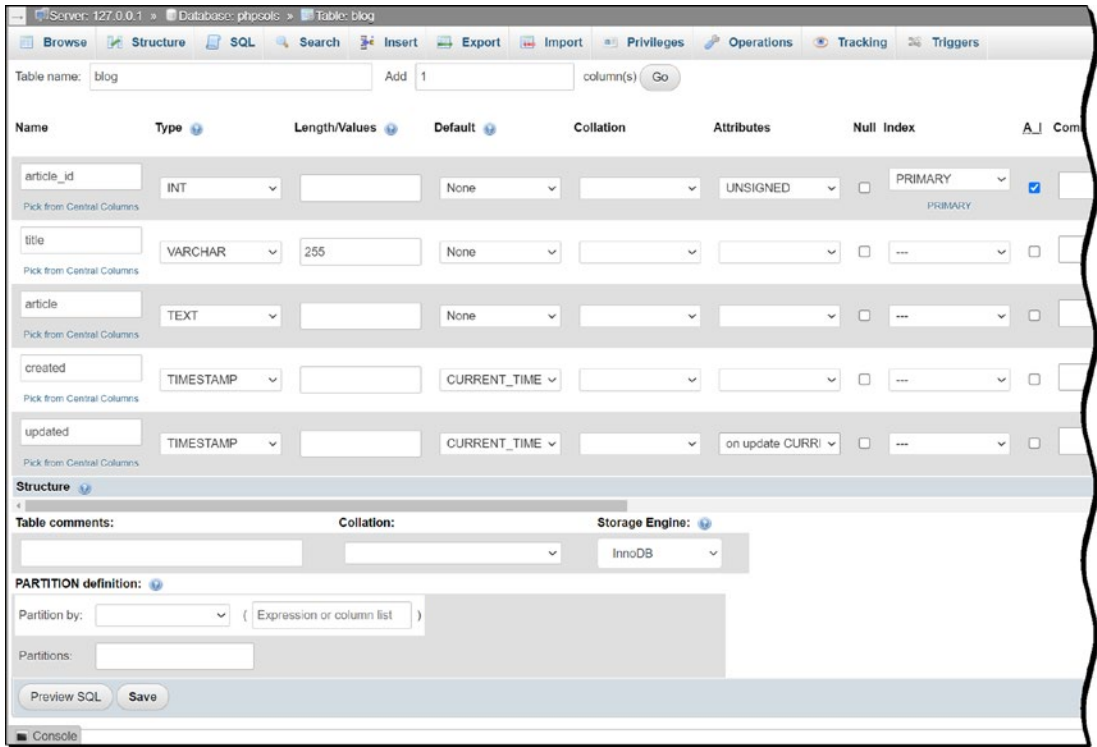 Server: 127.0.0.1 » Database: phpsols » Table: blog
Browse Structure SQL Search Insert Export Import Privileges Operations Tracking Triggers
Table name: blog Add 1 column(s) Go
Name Type Length/Values Default Collation Attributes Null Index A_I Com
article_id INT None UNSIGNED PRIMARY
Pick from Central Columns PRIMARY
title VARCHAR 255 None ---
Pick from Central Columns
article TEXT None ---
Pick from Central Columns
created TIMESTAMP CURRENT_TIME ---
Pick from Central Columns
updated TIMESTAMP CURRENT_TIME on update CURRI ---
Pick from Central Columns
Structure
Table comments: Collation: Storage Engine:
InnoDB
PARTITION definition:
Partition by: ( Expression or column list )
Partitions:
Preview SQL Save
Console